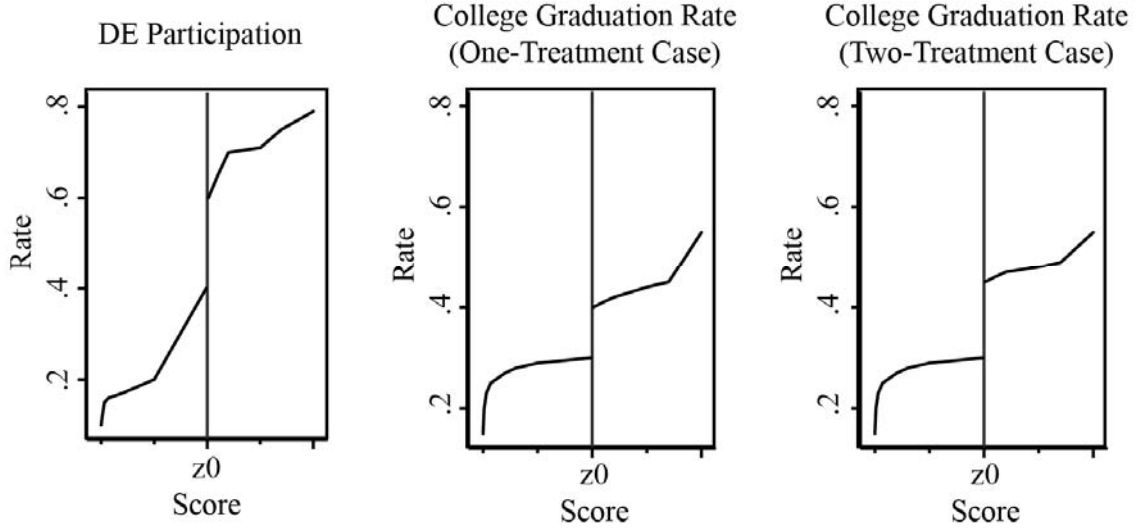 DE Participation
Rate
.8
.6
.4
.2
z0
Score
College Graduation Rate
(One-Treatment Case)
Rate
.8
.6
.4
.2
z0
Score
College Graduation Rate
(Two-Treatment Case)
Rate
.8
.6
.4
.2
z0
Score